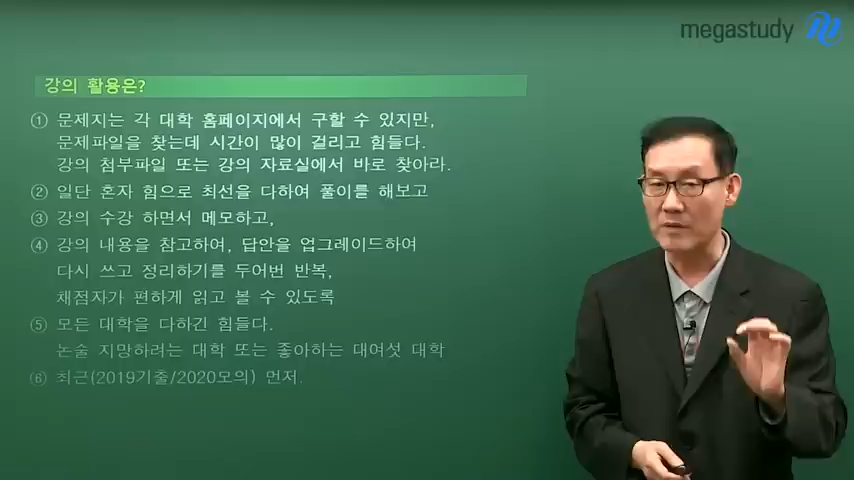 megastudy
강의 활용은?
① 문제지는 각 대학 홈페이지에서 구할 수 있지만,
문제파일을 찾는데 시간이 많이 걸리고 힘들다.
강의 첨부파일 또는 강의 자료실에서 바로 찾아라.
② 일단 혼자 힘으로 최선을 다하여 풀이를 해보고
③ 강의 수강 하면서 메모하고,
④ 강의 내용을 참고하여, 답안을 업그레이드하여
다시 쓰고 정리하기를 두어번 반복,
채점자가 편하게 읽고 볼 수 있도록
⑤ 모든 대학을 다하긴 힘들다.
논술 지망하려는 대학 또는 좋아하는 대여섯 대학
⑥ 최근(2019기출/2020모의) 먼저.